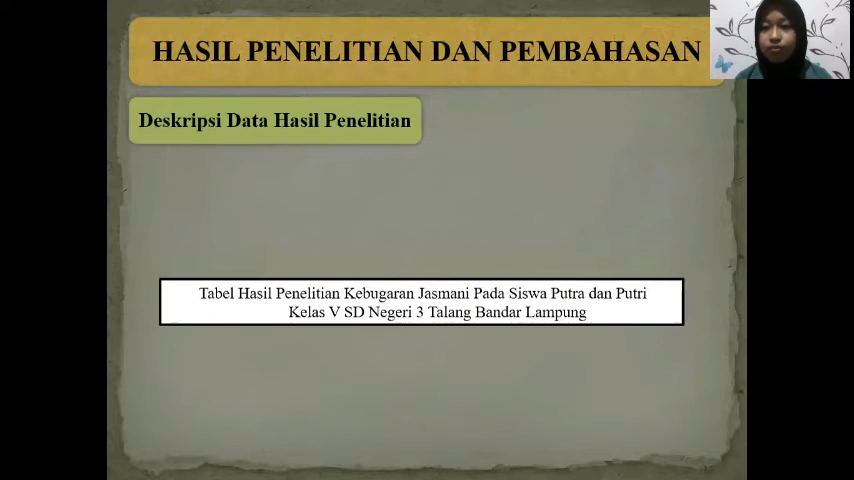 HASIL PENELITIAN DAN PEMBAHASAN
Deskripsi Data Hasil Penelitian
Tabel Hasil Penelitian Kebugaran Jasmani Pada Siswa Putra dan Putri
Kelas V SD Negeri 3 Talang Bandar Lampung